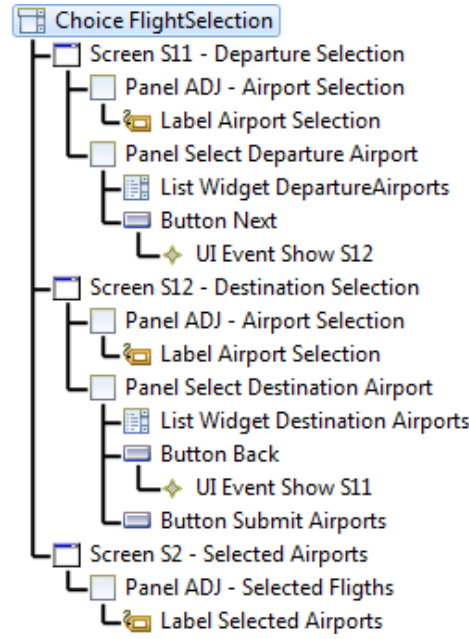 Choice FlightSelection
Screen S11 - Departure Selection
Panel ADJ - Airport Selection
Label Airport Selection
Panel Select Departure Airport
List Widget DepartureAirports
Button Next
UI Event Show S12
Screen S12 - Destination Selection
Panel ADJ - Airport Selection
Label Airport Selection
Panel Select Destination Airport
List Widget Destination Airports
Button Back
UI Event Show S11
Button Submit Airports
Screen S2 - Selected Airports
Panel ADJ - Selected Fligths
Label Selected Airports